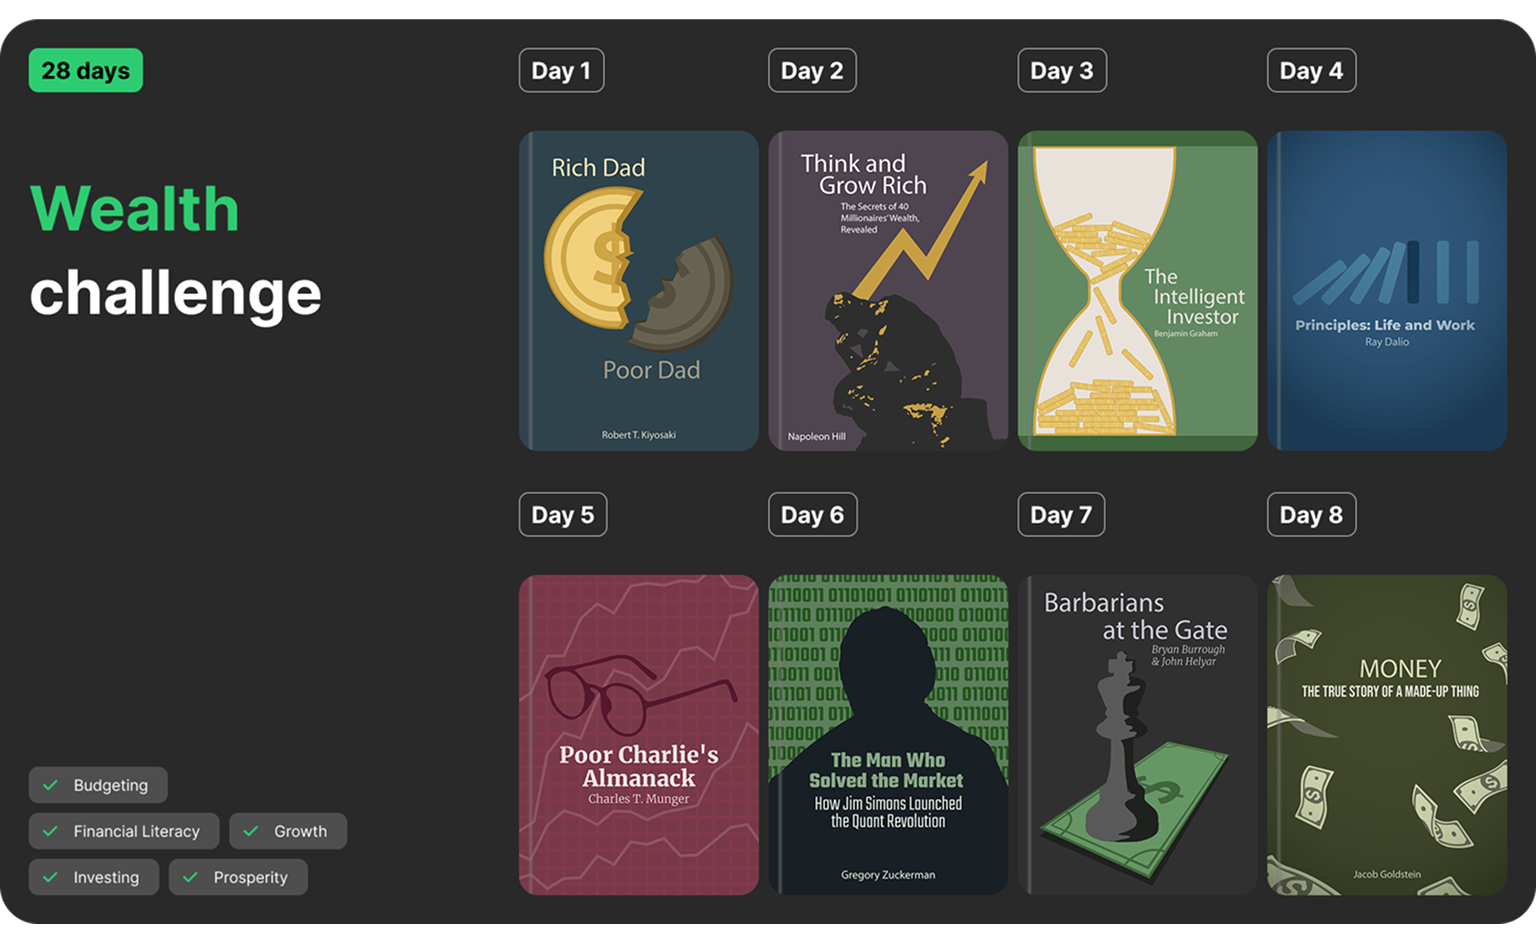 28 days
Wealth
challenge
Budgeting
Financial Literacy
Growth
Investing
Prosperity
Day 1
Day 2
Day 3
Day 4
Rich Dad
Poor Dad
Robert T. Kiyosaki
Think and
Grow Rich
The Secrets of 40
Millionaires' Wealth,
Revealed
Napoleon Hill
The
Intelligent
Investor
Benjamin Graham
Principles: Life and Work
Ray Dalio
Day 5
Day 6
Day 7
Day 8
Poor Charlie's
Almanack
Charles T. Munger
The Man Who
Solved the Market
How Jim Simons Launched
the Quant Revolution
Gregory Zuckerman
Barbarians
at the Gate
Bryan Burrough
& John Helyar
MONEY
THE TRUE STORY OF A MADE-UP THING
Jacob Goldstein